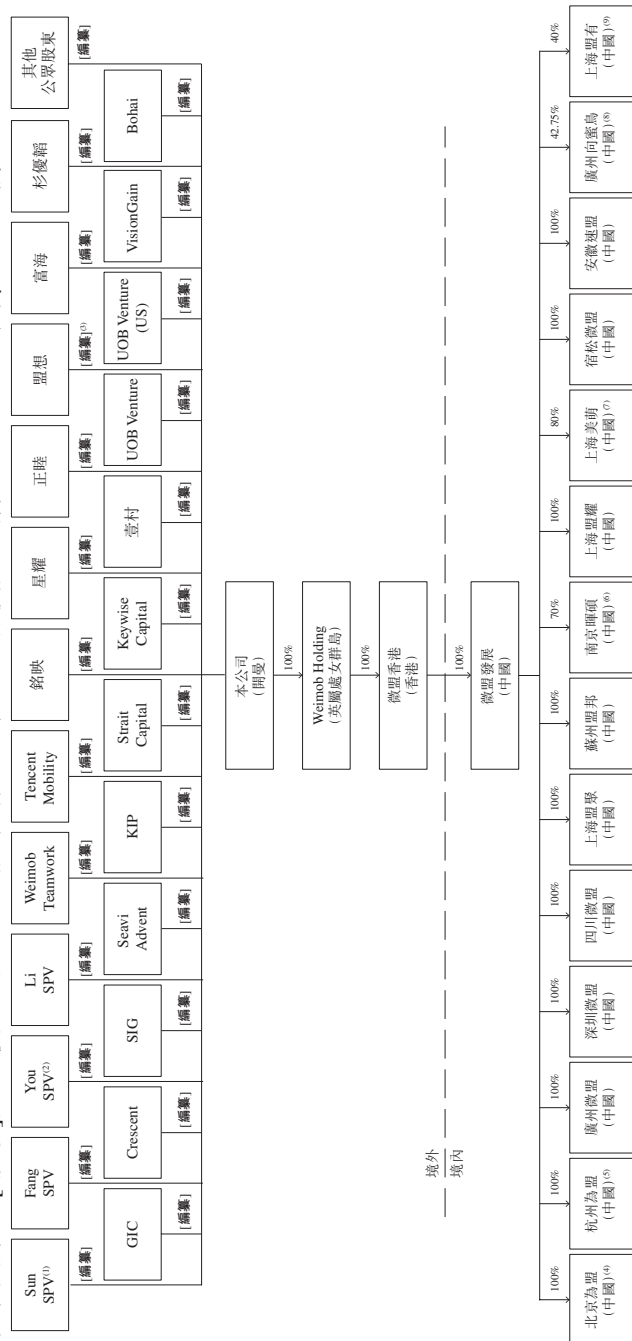 Sun
SPV(1)
Fang
SPV
You
SPV(2)
Li
SPV
Weimob
Teamwork
Tencent
Mobility
銘映
星耀
正睦
盟想
富海
杉優韜
其他
公眾股東
[編纂]
[編纂]
[編纂]
[編纂]
[編纂]
[編纂]
[編纂]
[編纂]
[編纂]
[編纂](3)
[編纂]
[編纂]
[編纂]
GIC
Crescent
SIG
Seavi
Advent
KIP
Strait
Capital
Keywise
Capital
壹村
UOB Venture
UOB Venture
(US)
VisionGain
Bohai
[編纂]
[編纂]
[編纂]
[編纂]
[編纂]
[編纂]
[編纂]
[編纂]
[編纂]
[編纂]
[編纂]
[編纂]
本公司
(開曼)
100%
Weimob Holding
(英屬處女群島)
100%
微盟香港
(香港)
境外
境內
100%
微盟發展
(中國)
100%
100%
100%
100%
100%
100%
100%
70%
100%
80%
100%
100%
42.75%
40%
北京為盟
(中國)(4)
杭州為盟
(中國)(5)
廣州微盟
(中國)
深圳微盟
(中國)
四川微盟
(中國)
上海盟聚
(中國)
蘇州盟邦
(中國)
南京暉碩
(中國)(6)
上海盟耀
(中國)
上海美萌
(中國)(7)
宿松微盟
(中國)
安徽速盟
(中國)
廣州向蜜鳥
(中國)(8)
上海盟有
(中國)(9)